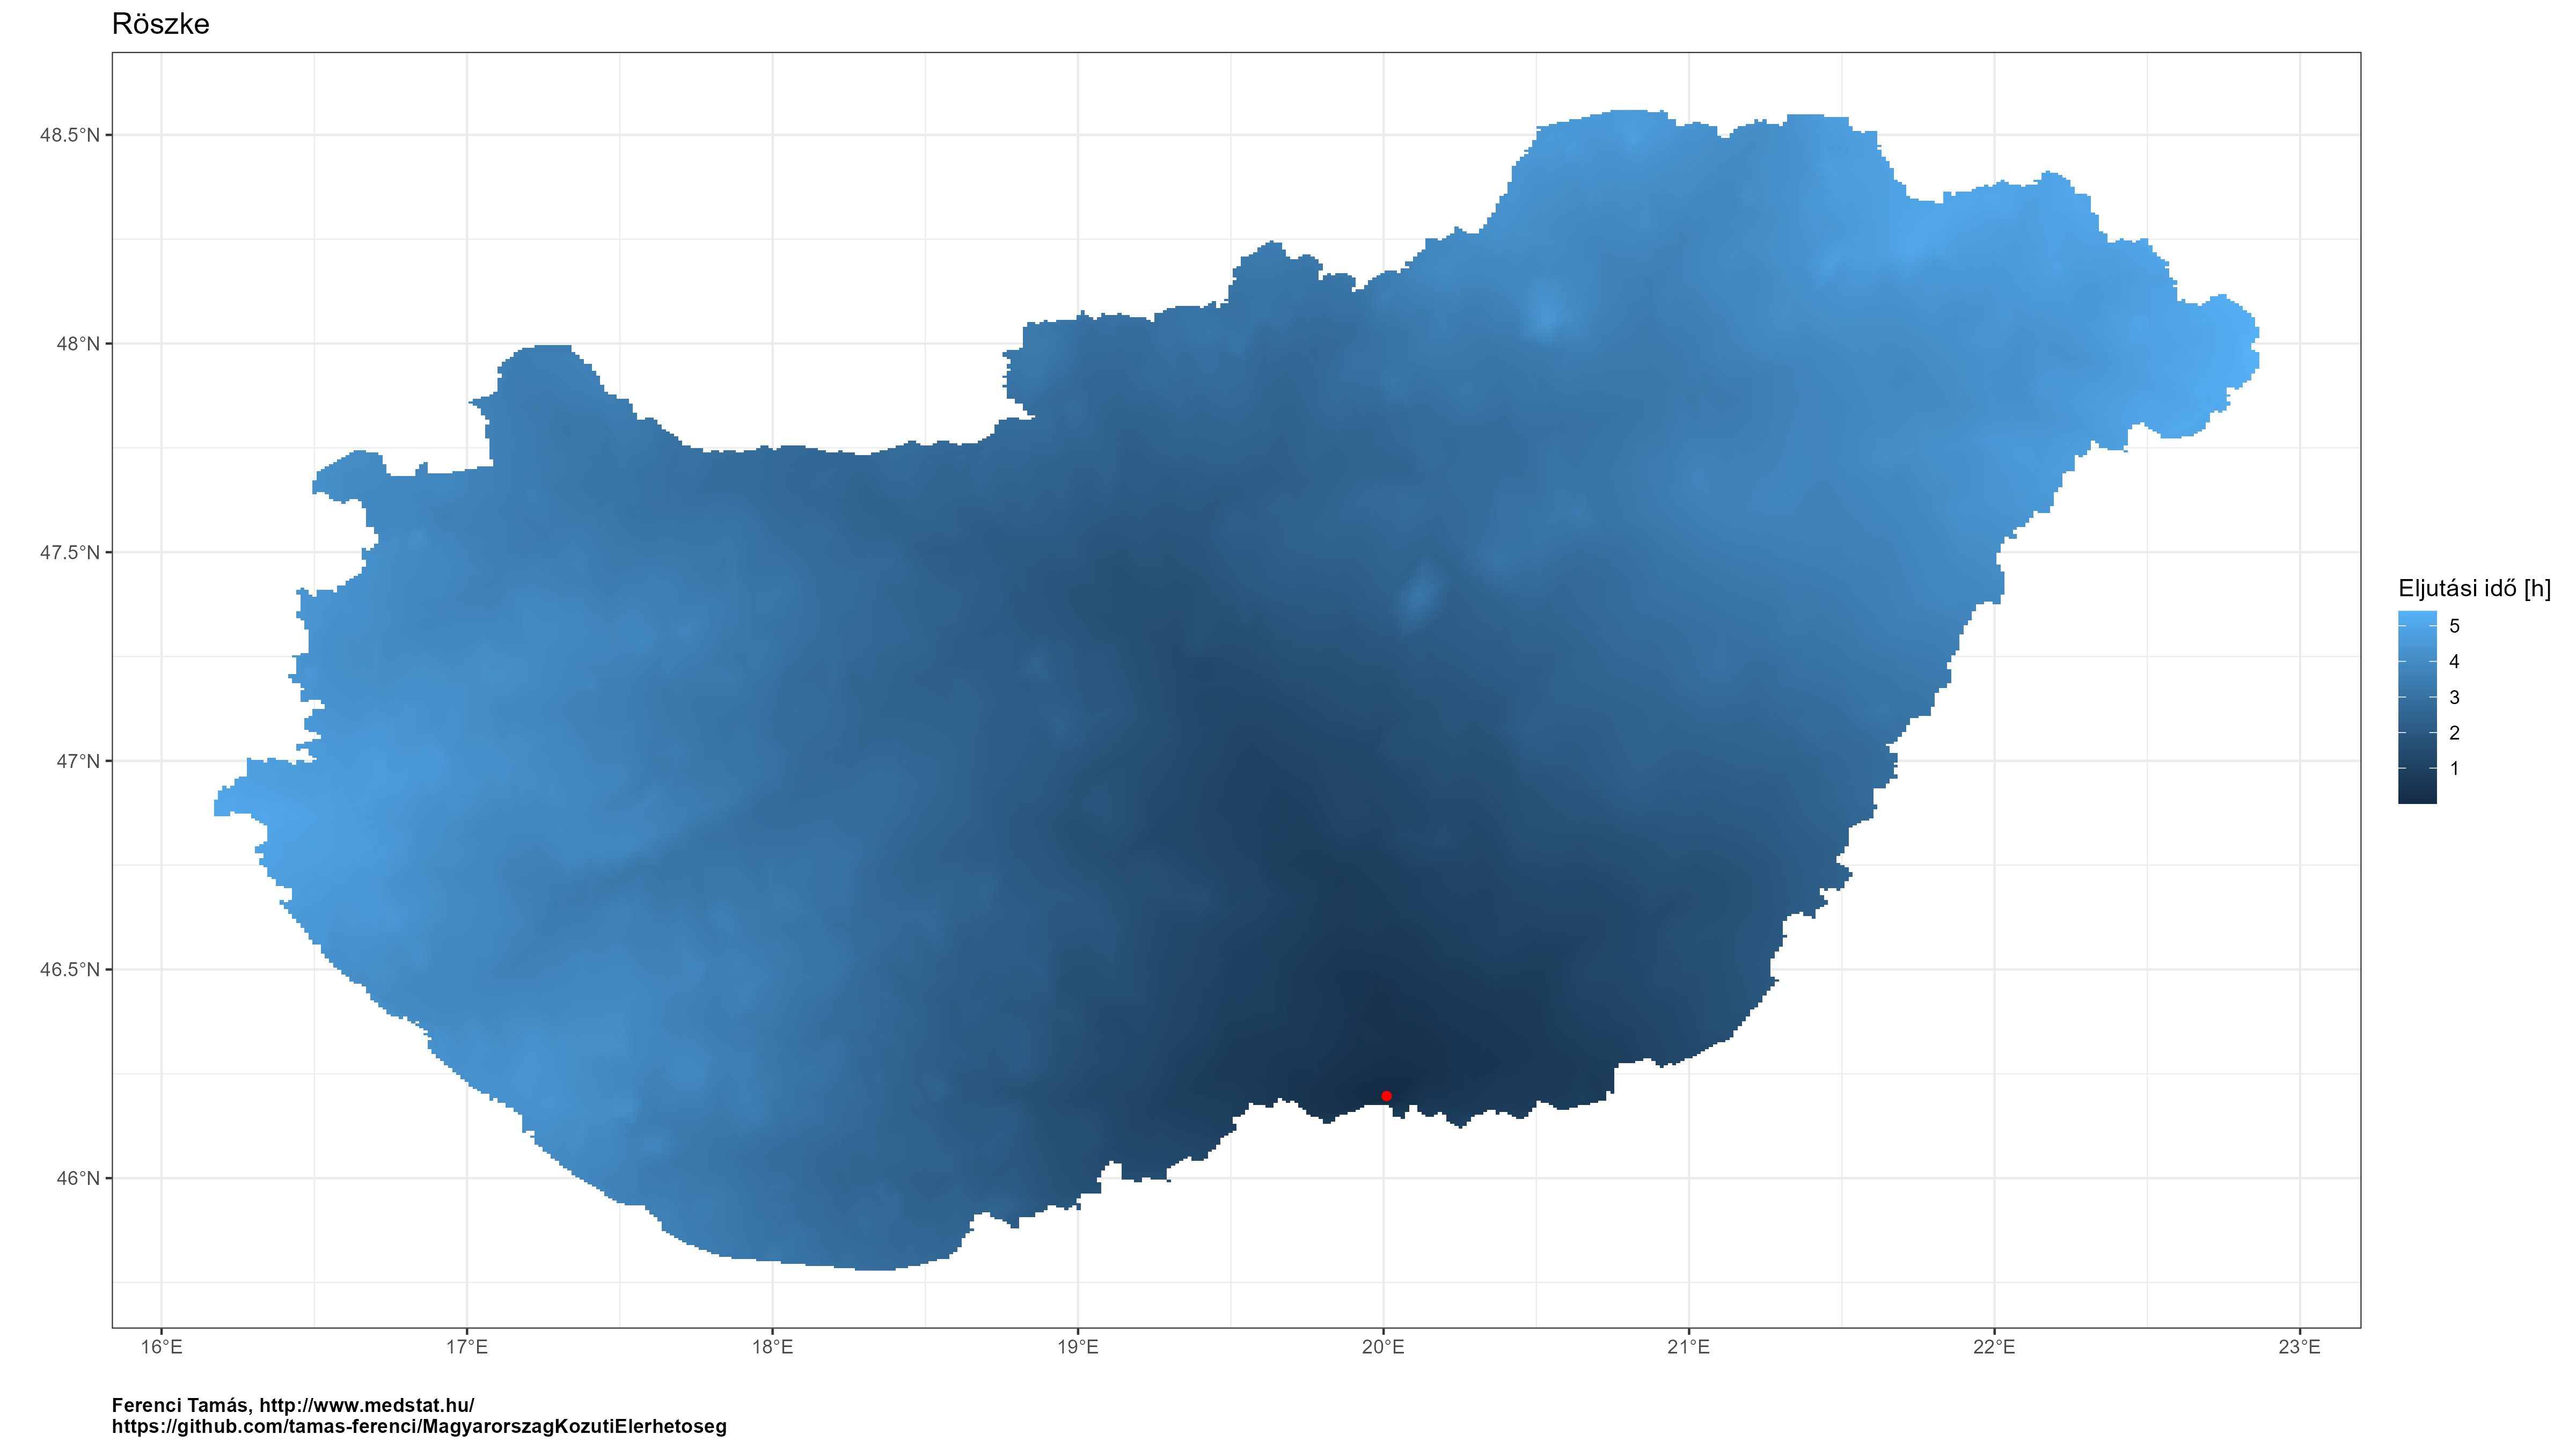 Röszke
48.5°N
48°N
47.5°N
47°N
46.5°N
46°N
16°E 17°E 18°E 19°E 20°E 21°E 22°E 23°E
Eljutási idő [h]
5
4
3
2
1
Ferenci Tamás, http://www.medstat.hu/
https://github.com/tamas-ferenci/MagyarorszagKozutiElerhetoseg